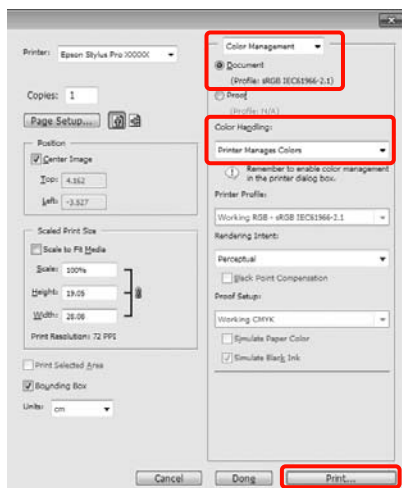 Printer: Epson Stylus Pro XXXXX
Copies: 1
Page Setup...
Position
Center Image
Top: 4.162
Left: -3.527
Scaled Print Size
Scale to Fit Media
Scale: 100%
Height: 19.05
Width: 28.08
Print Resolution: 72 PPI
Print Selected Area
Bounding Box
Units: cm
Color Management
Document
(Profile: sRGB IEC61966-2.1)
Proof
(Profile: N/A)
Color Handling:
Printer Manages Colors
Remember to enable color management
in the printer dialog box.
Printer Profile:
Working RGB - sRGB IEC61966-2.1
Rendering Intent:
Perceptual
Black Point Compensation
Proof Setup:
Working CMYK
Simulate Paper Color
Simulate Black Ink
Cancel
Done
Print...